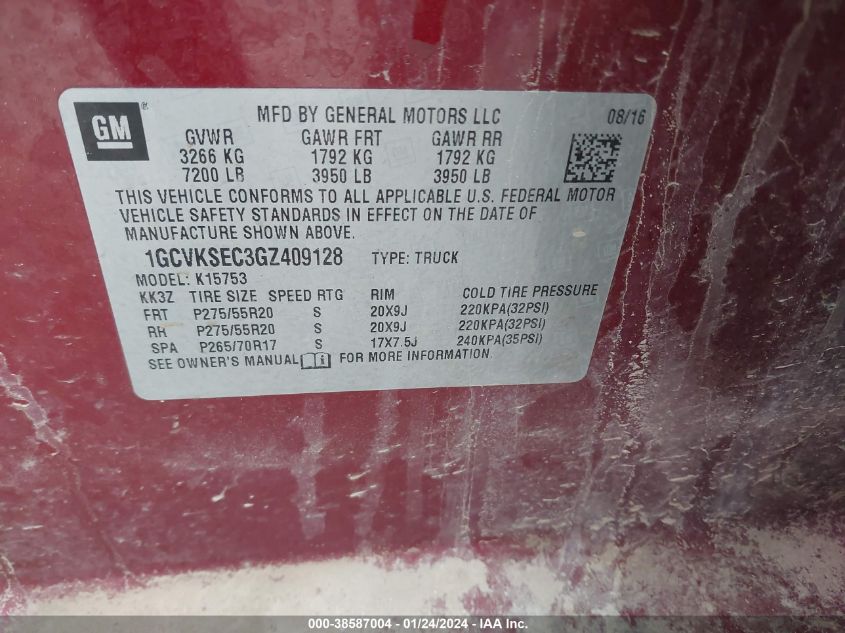 GM ® MFD BY GENERAL MOTORS LLC 08/16
GVWR GAWR FRT GAWR RR
3266 KG 1792 KG 1792 KG
7200 LB 3950 LB 3950 LB
THIS VEHICLE CONFORMS TO ALL APPLICABLE U.S. FEDERAL MOTOR
VEHICLE SAFETY STANDARDS IN EFFECT ON THE DATE OF
MANUFACTURE SHOWN ABOVE.
1GCVKSEC3GZ409128 TYPE: TRUCK
MODEL: K15753
KK3Z TIRE SIZE SPEED RTG RIM COLD TIRE PRESSURE
FRT P275/55R20 S 20X9J 220KPA(32PSI)
RR P275/55R20 S 20X9J 220KPA(32PSI)
SPA P265/70R17 S 17X7.5J 240KPA(35PSI)
SEE OWNER'S MANUAL FOR MORE INFORMATION.
000-38587004 - 01/24/2024 - IAA Inc.